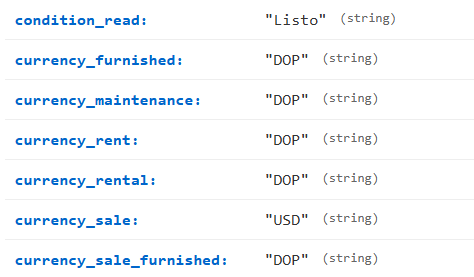 condition_read: "Listo" (string)
currency_furnished: "DOP" (string)
currency_maintenance: "DOP" (string)
currency_rent: "DOP" (string)
currency_rental: "DOP" (string)
currency_sale: "USD" (string)
currency_sale_furnished: "DOP" (string)